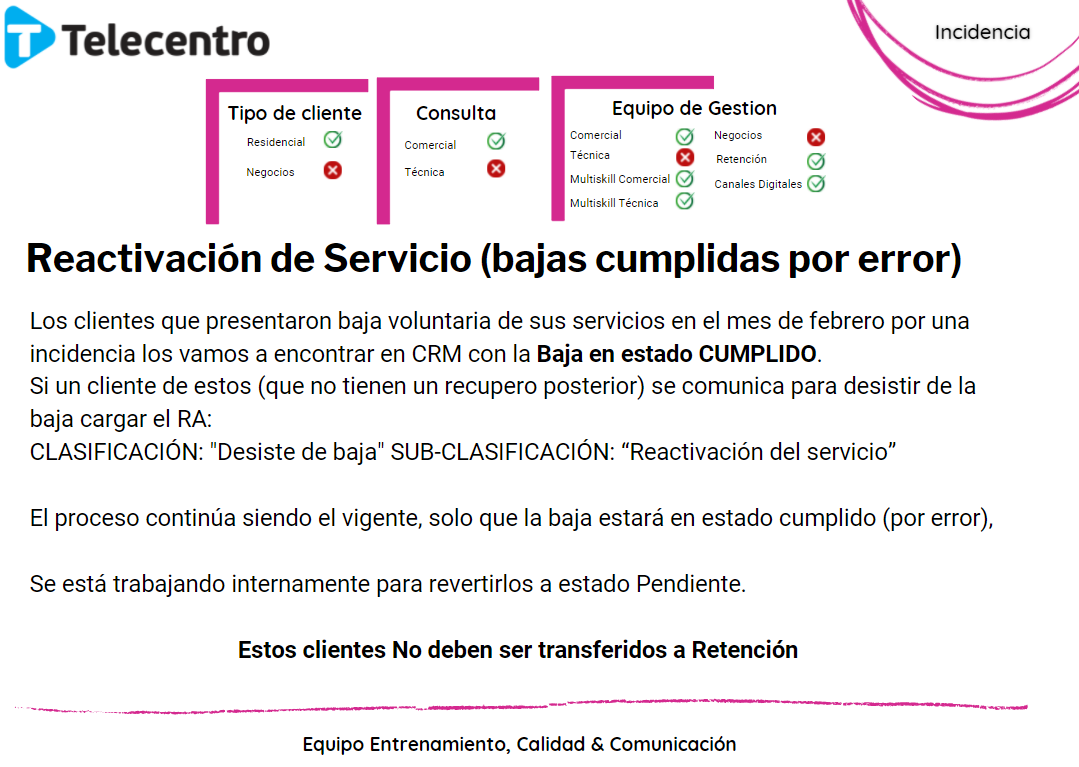 Telecentro
Incidencia
Tipo de cliente
Residencial
Negocios
Consulta
Comercial
Técnica
Equipo de Gestion
Comercial
Técnica
Multiskill Comercial
Multiskill Técnica
Negocios
Retención
Canales Digitales
Reactivación de Servicio (bajas cumplidas por error)
Los clientes que presentaron baja voluntaria de sus servicios en el mes de febrero por una
incidencia los vamos a encontrar en CRM con la Baja en estado CUMPLIDO.
Si un cliente de estos (que no tienen un recupero posterior) se comunica para desistir de la
baja cargar el RA:
CLASIFICACIÓN: "Desiste de baja" SUB-CLASIFICACIÓN: “Reactivación del servicio”
El proceso continúa siendo el vigente, solo que la baja estará en estado cumplido (por error),
Se está trabajando internamente para revertirlos a estado Pendiente.
Estos clientes No deben ser transferidos a Retención
Equipo Entrenamiento, Calidad & Comunicación